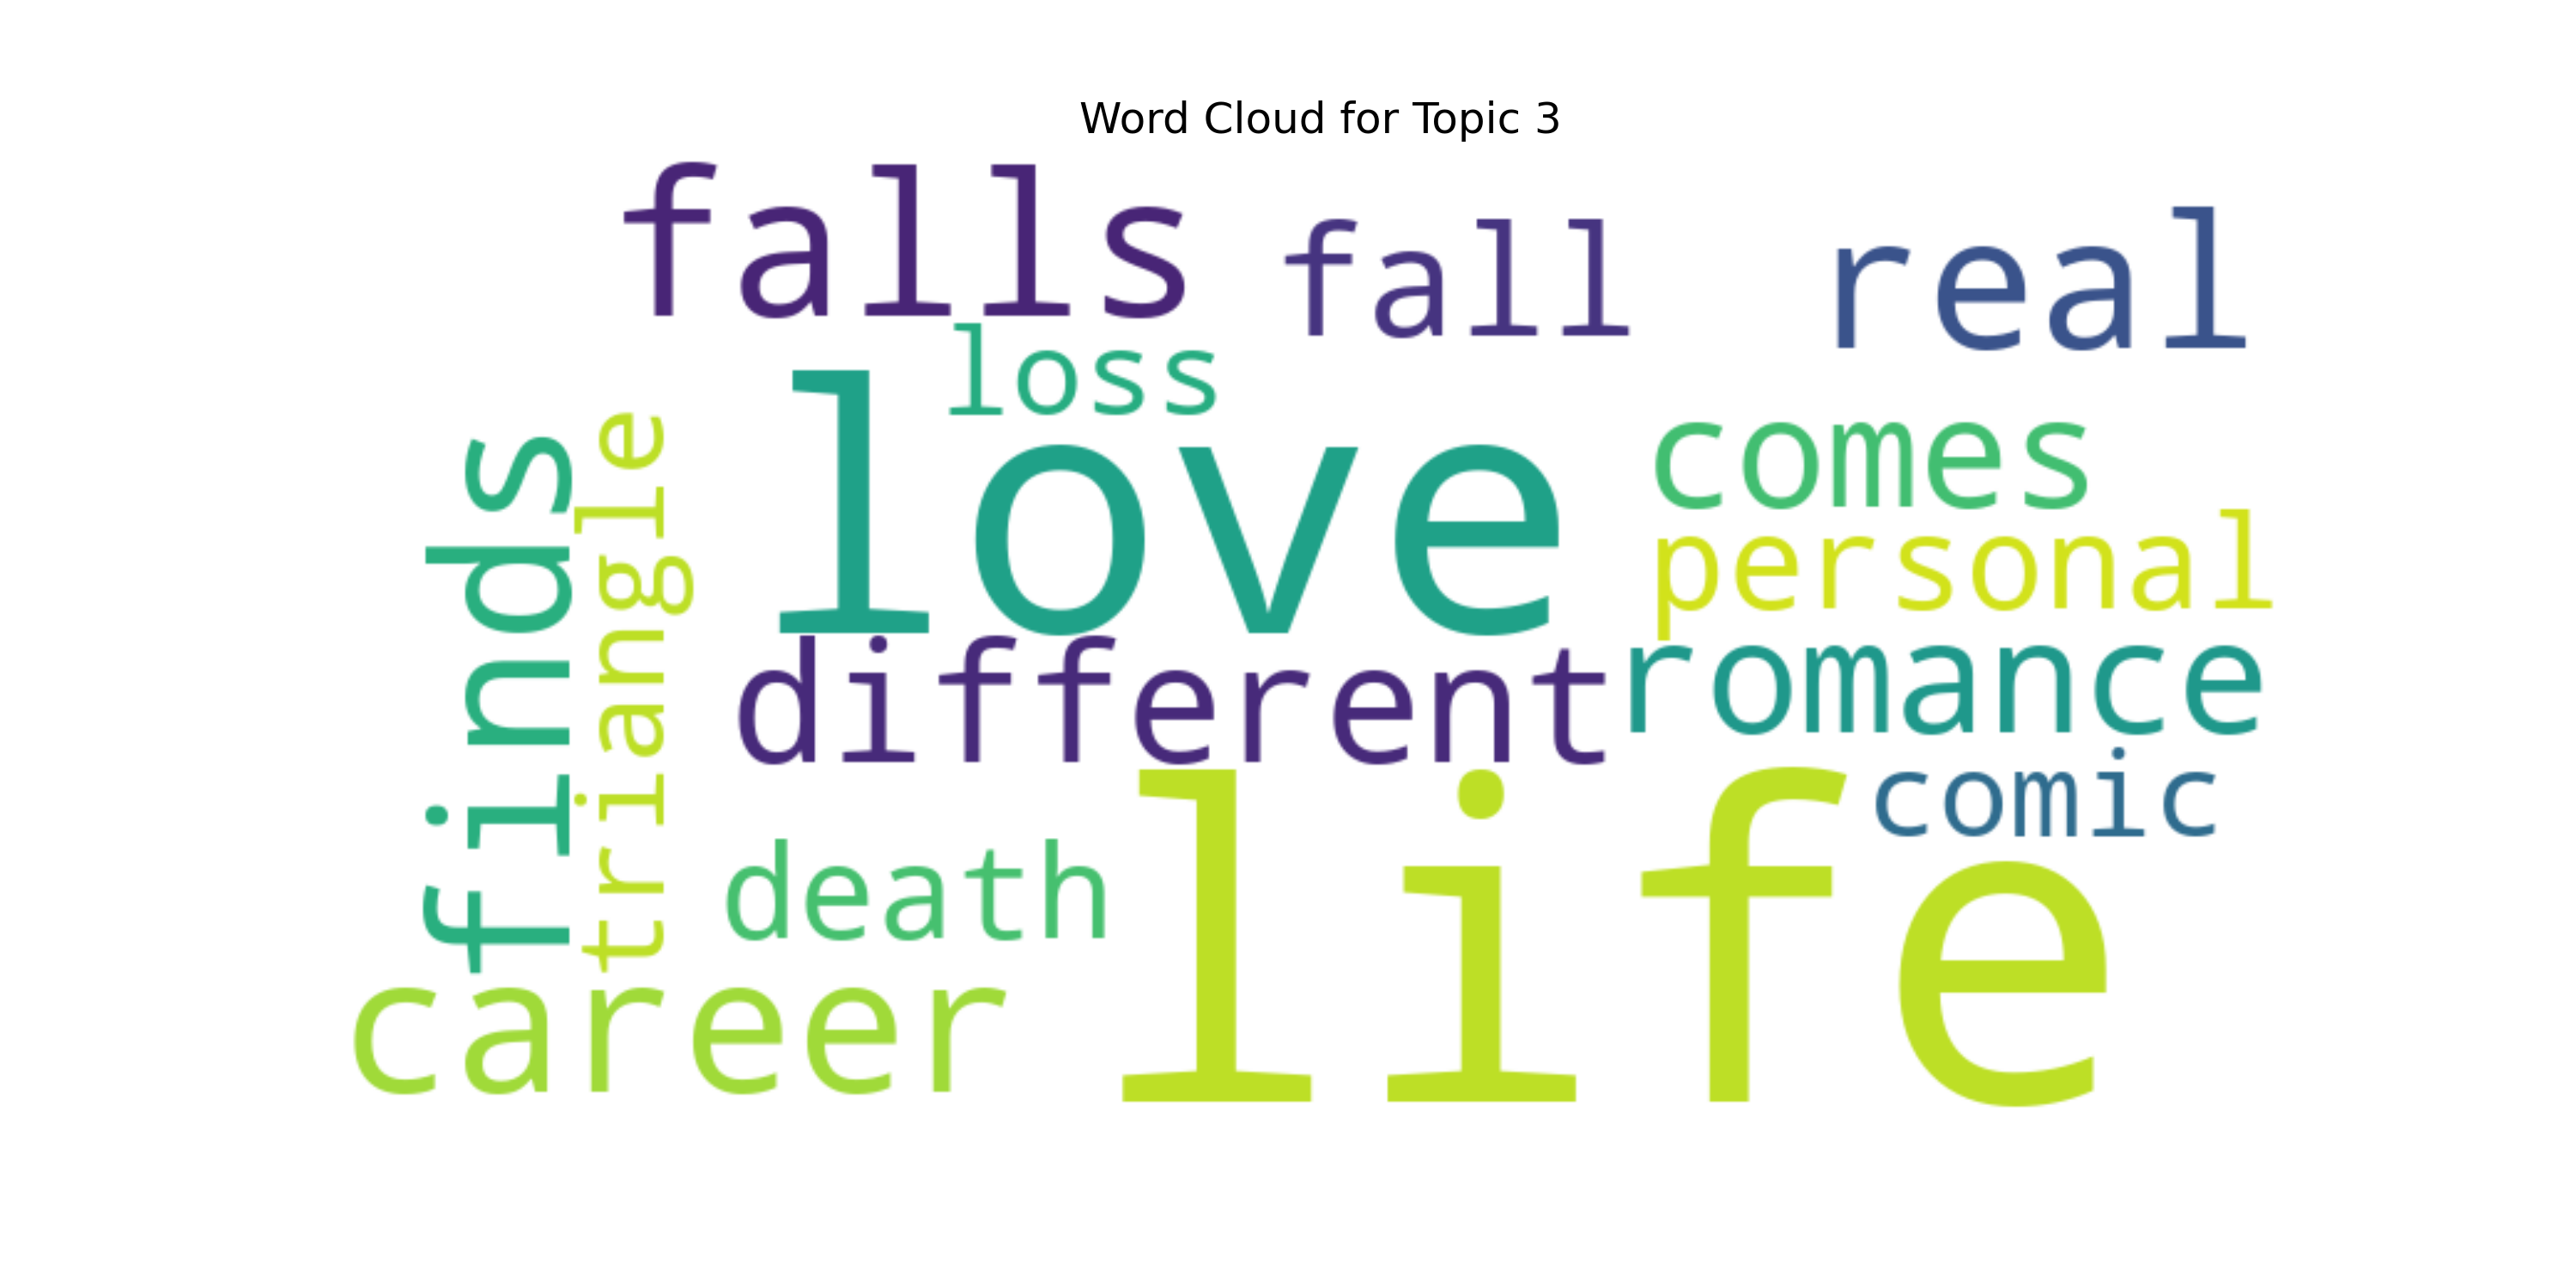 Word Cloud for Topic 3
falls
fall
real
loss
love
comes
finds
triangle
personal
different
romance
comic
death
life
career